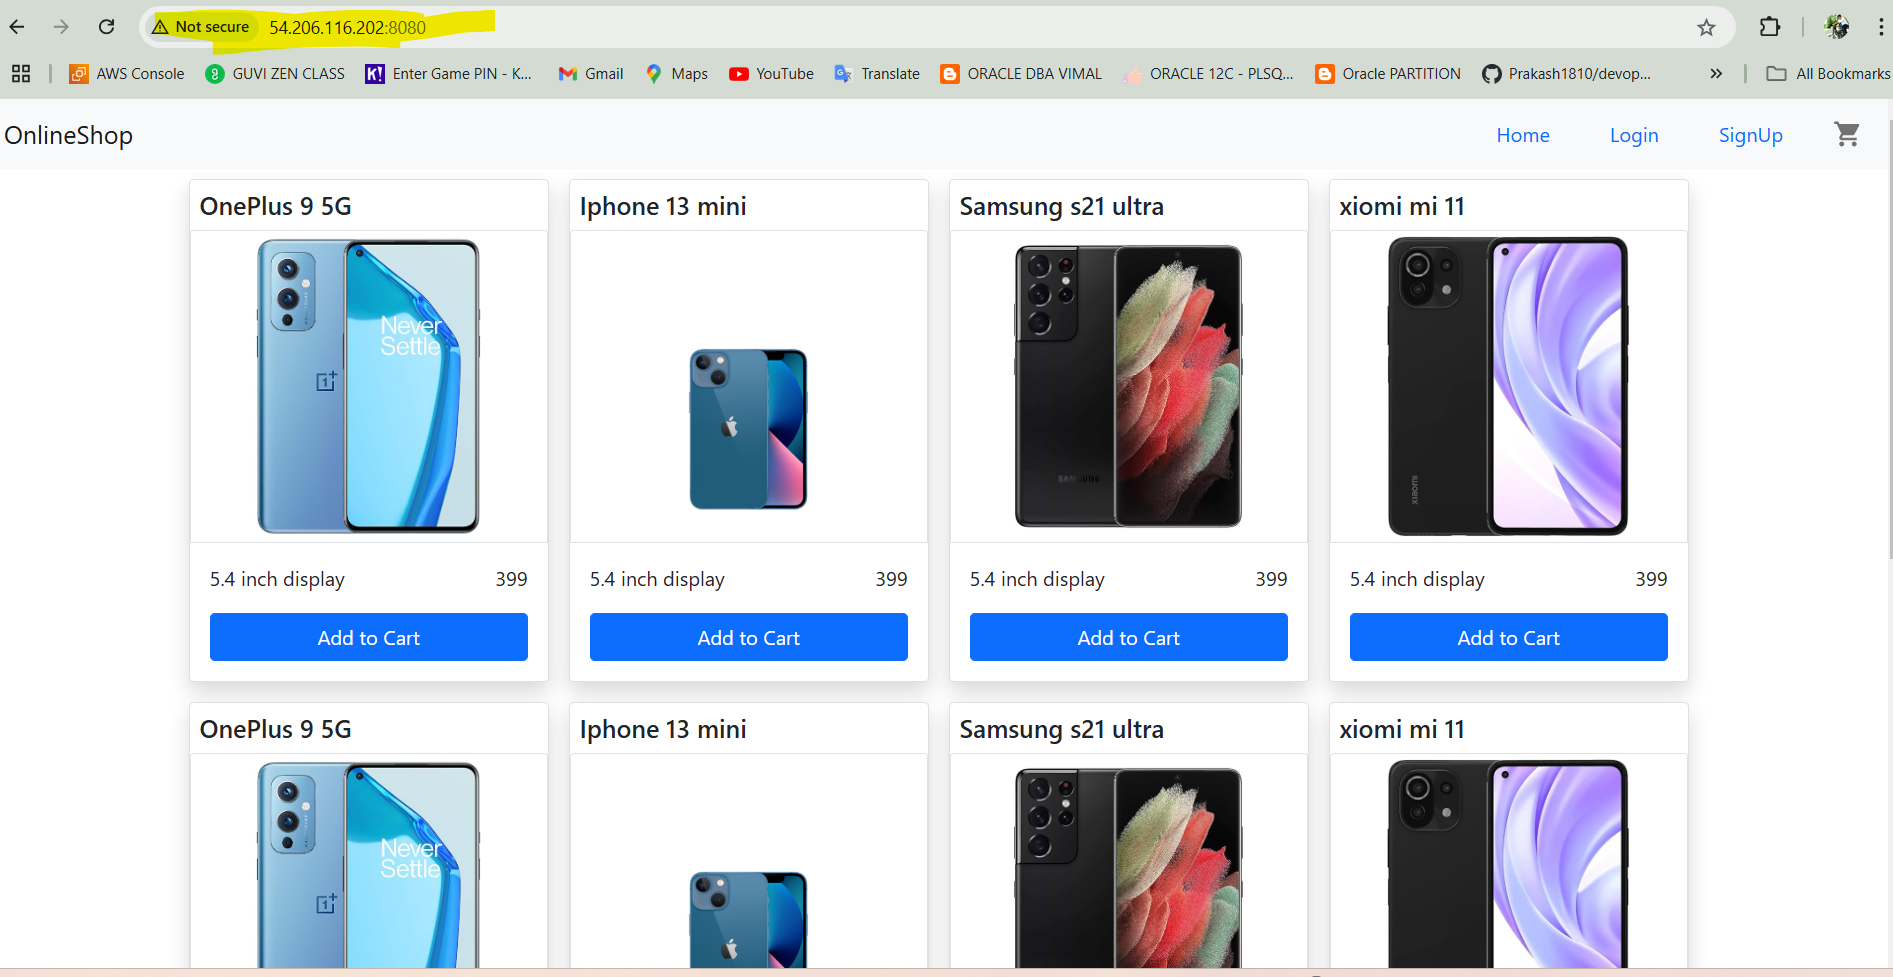 Not secure 54.206.116.202:8080
AWS Console GUVI ZEN CLASS Enter Game PIN - K... Gmail Maps YouTube Translate ORACLE DBA VIMAL ORACLE 12C - PLSQ... Oracle PARTITION Prakash1810/devop... » All Bookmarks
OnlineShop Home Login SignUp
OnePlus 9 5G Iphone 13 mini Samsung s21 ultra xiomi mi 11
Never
Settle
SAMSUNG
xiaomi
5.4 inch display 399 5.4 inch display 399 5.4 inch display 399 5.4 inch display 399
Add to Cart Add to Cart Add to Cart Add to Cart
OnePlus 9 5G Iphone 13 mini Samsung s21 ultra xiomi mi 11
Never
Settle